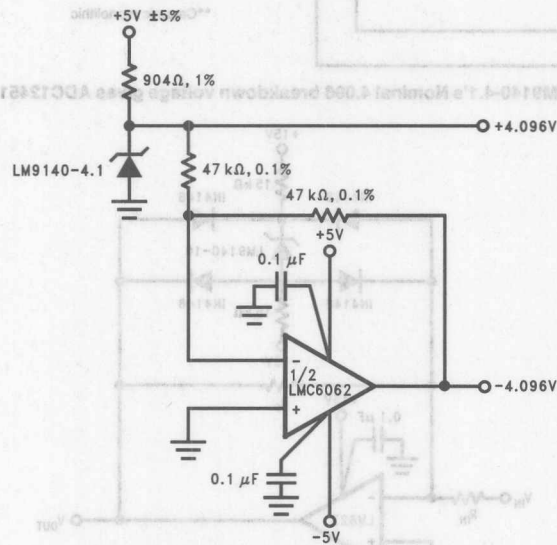 +5V ±5%
904Ω, 1%
+4.096V
LM9140-4.1
47 kΩ, 0.1%
47 kΩ, 0.1%
+5V
0.1 μF
-
1/2
LMC6062
+
-4.096V
0.1 μF
-5V